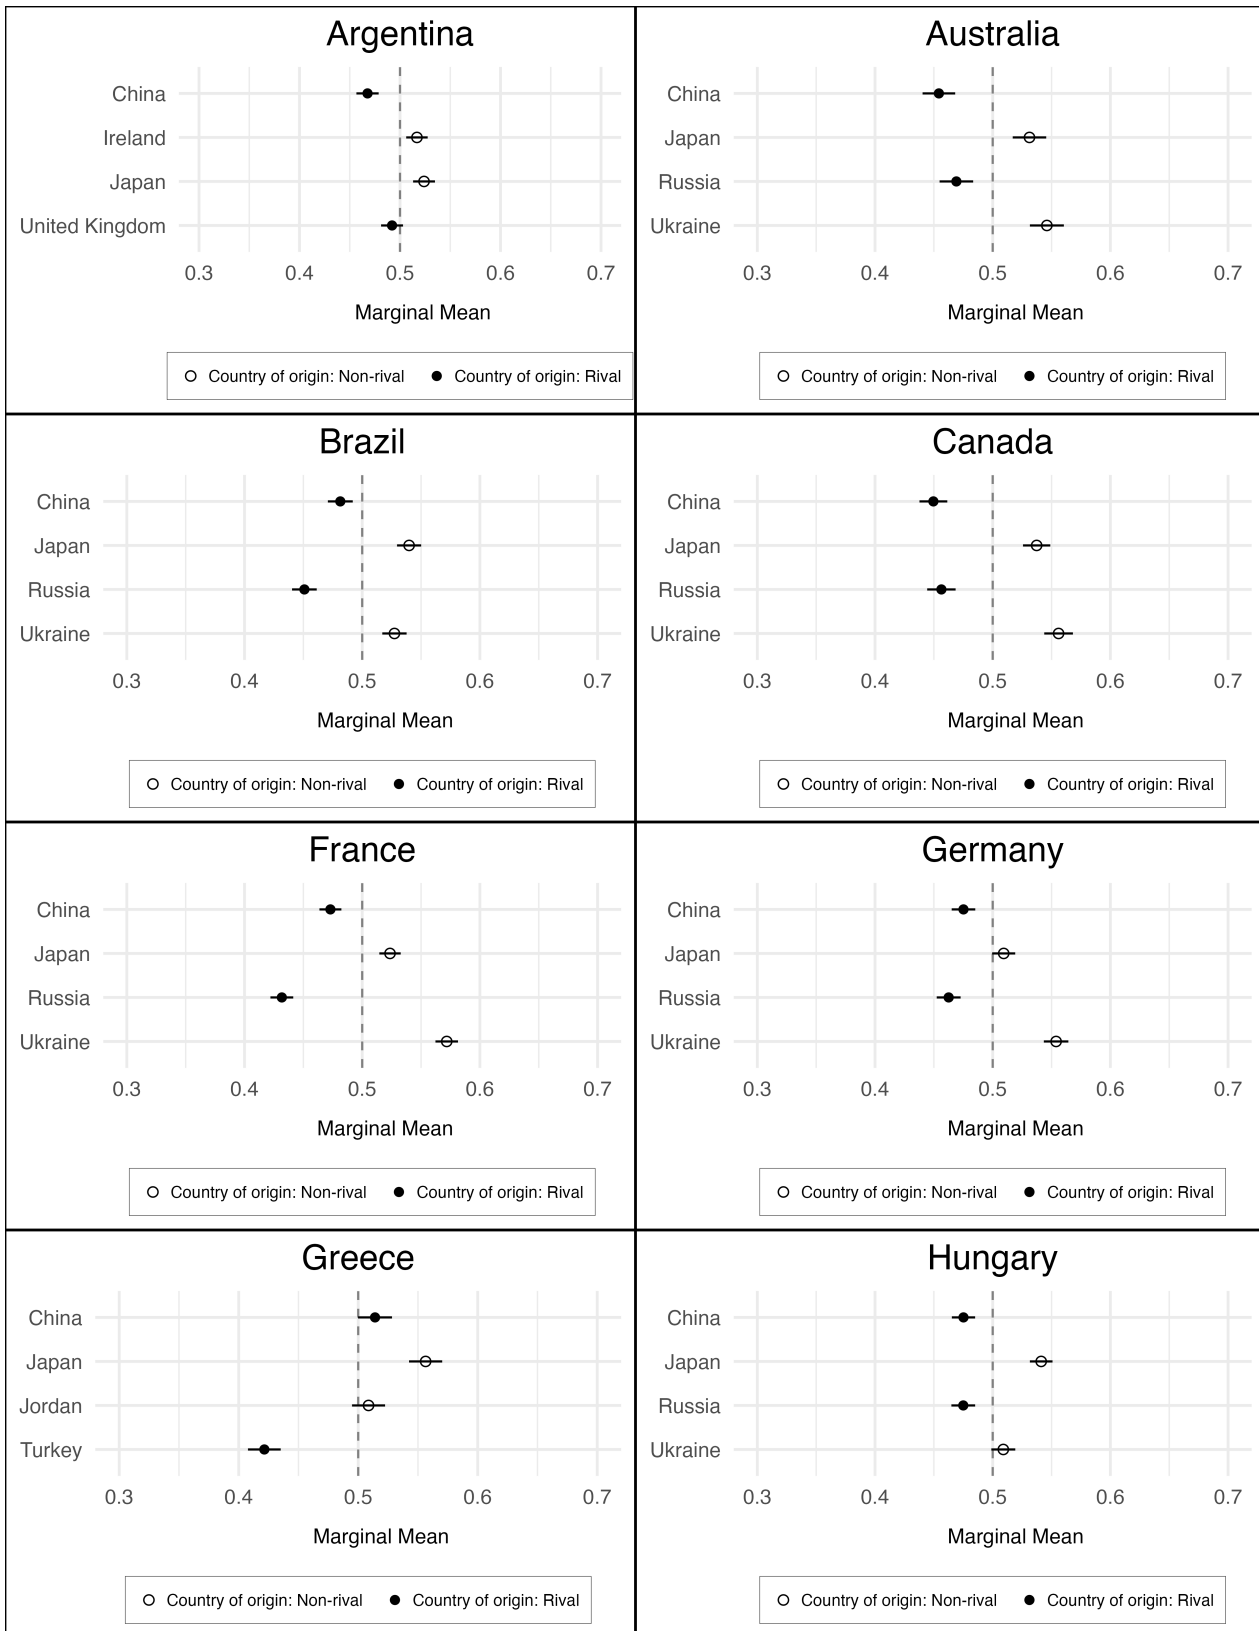 Argentina
China
Ireland
Japan
United Kingdom
0.3 0.4 0.5 0.6 0.7
Marginal Mean
Country of origin: Non-rival Country of origin: Rival
Australia
China
Japan
Russia
Ukraine
0.3 0.4 0.5 0.6 0.7
Marginal Mean
Country of origin: Non-rival Country of origin: Rival
Brazil
China
Japan
Russia
Ukraine
0.3 0.4 0.5 0.6 0.7
Marginal Mean
Country of origin: Non-rival Country of origin: Rival
Canada
China
Japan
Russia
Ukraine
0.3 0.4 0.5 0.6 0.7
Marginal Mean
Country of origin: Non-rival Country of origin: Rival
France
China
Japan
Russia
Ukraine
0.3 0.4 0.5 0.6 0.7
Marginal Mean
Country of origin: Non-rival Country of origin: Rival
Germany
China
Japan
Russia
Ukraine
0.3 0.4 0.5 0.6 0.7
Marginal Mean
Country of origin: Non-rival Country of origin: Rival
Greece
China
Japan
Jordan
Turkey
0.3 0.4 0.5 0.6 0.7
Marginal Mean
Country of origin: Non-rival Country of origin: Rival
Hungary
China
Japan
Russia
Ukraine
0.3 0.4 0.5 0.6 0.7
Marginal Mean
Country of origin: Non-rival Country of origin: Rival